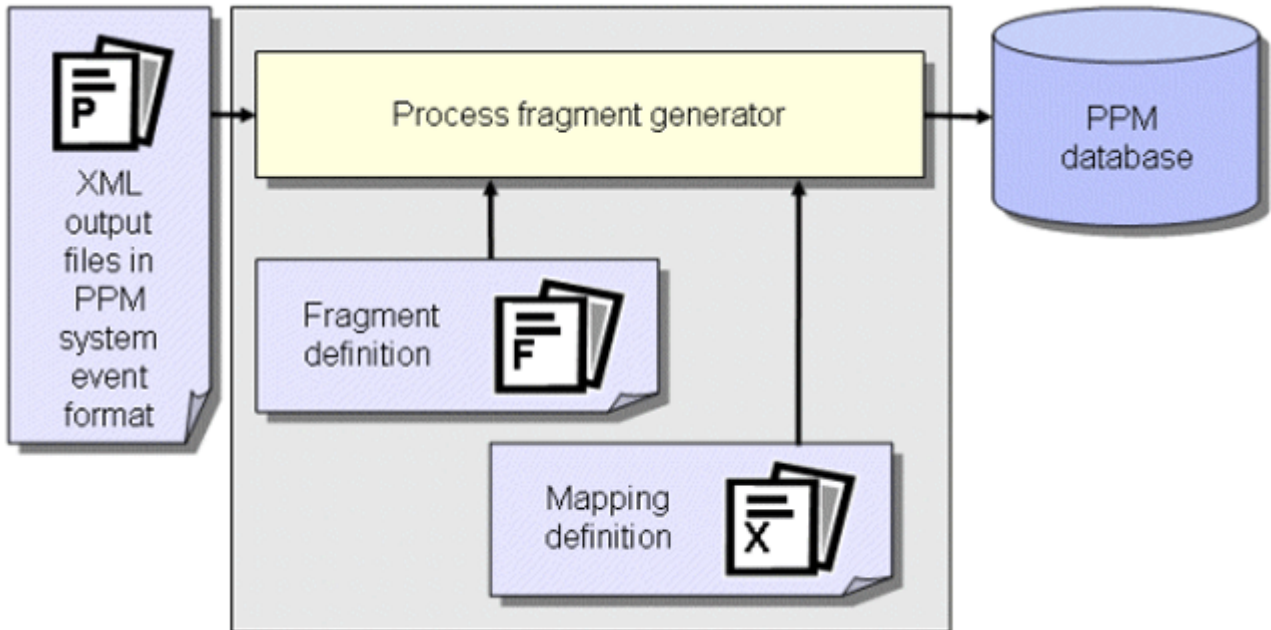 P
XML
output
files in
PPM
system
event
format
Process fragment generator
PPM
database
Fragment
definition
F
Mapping
definition
X